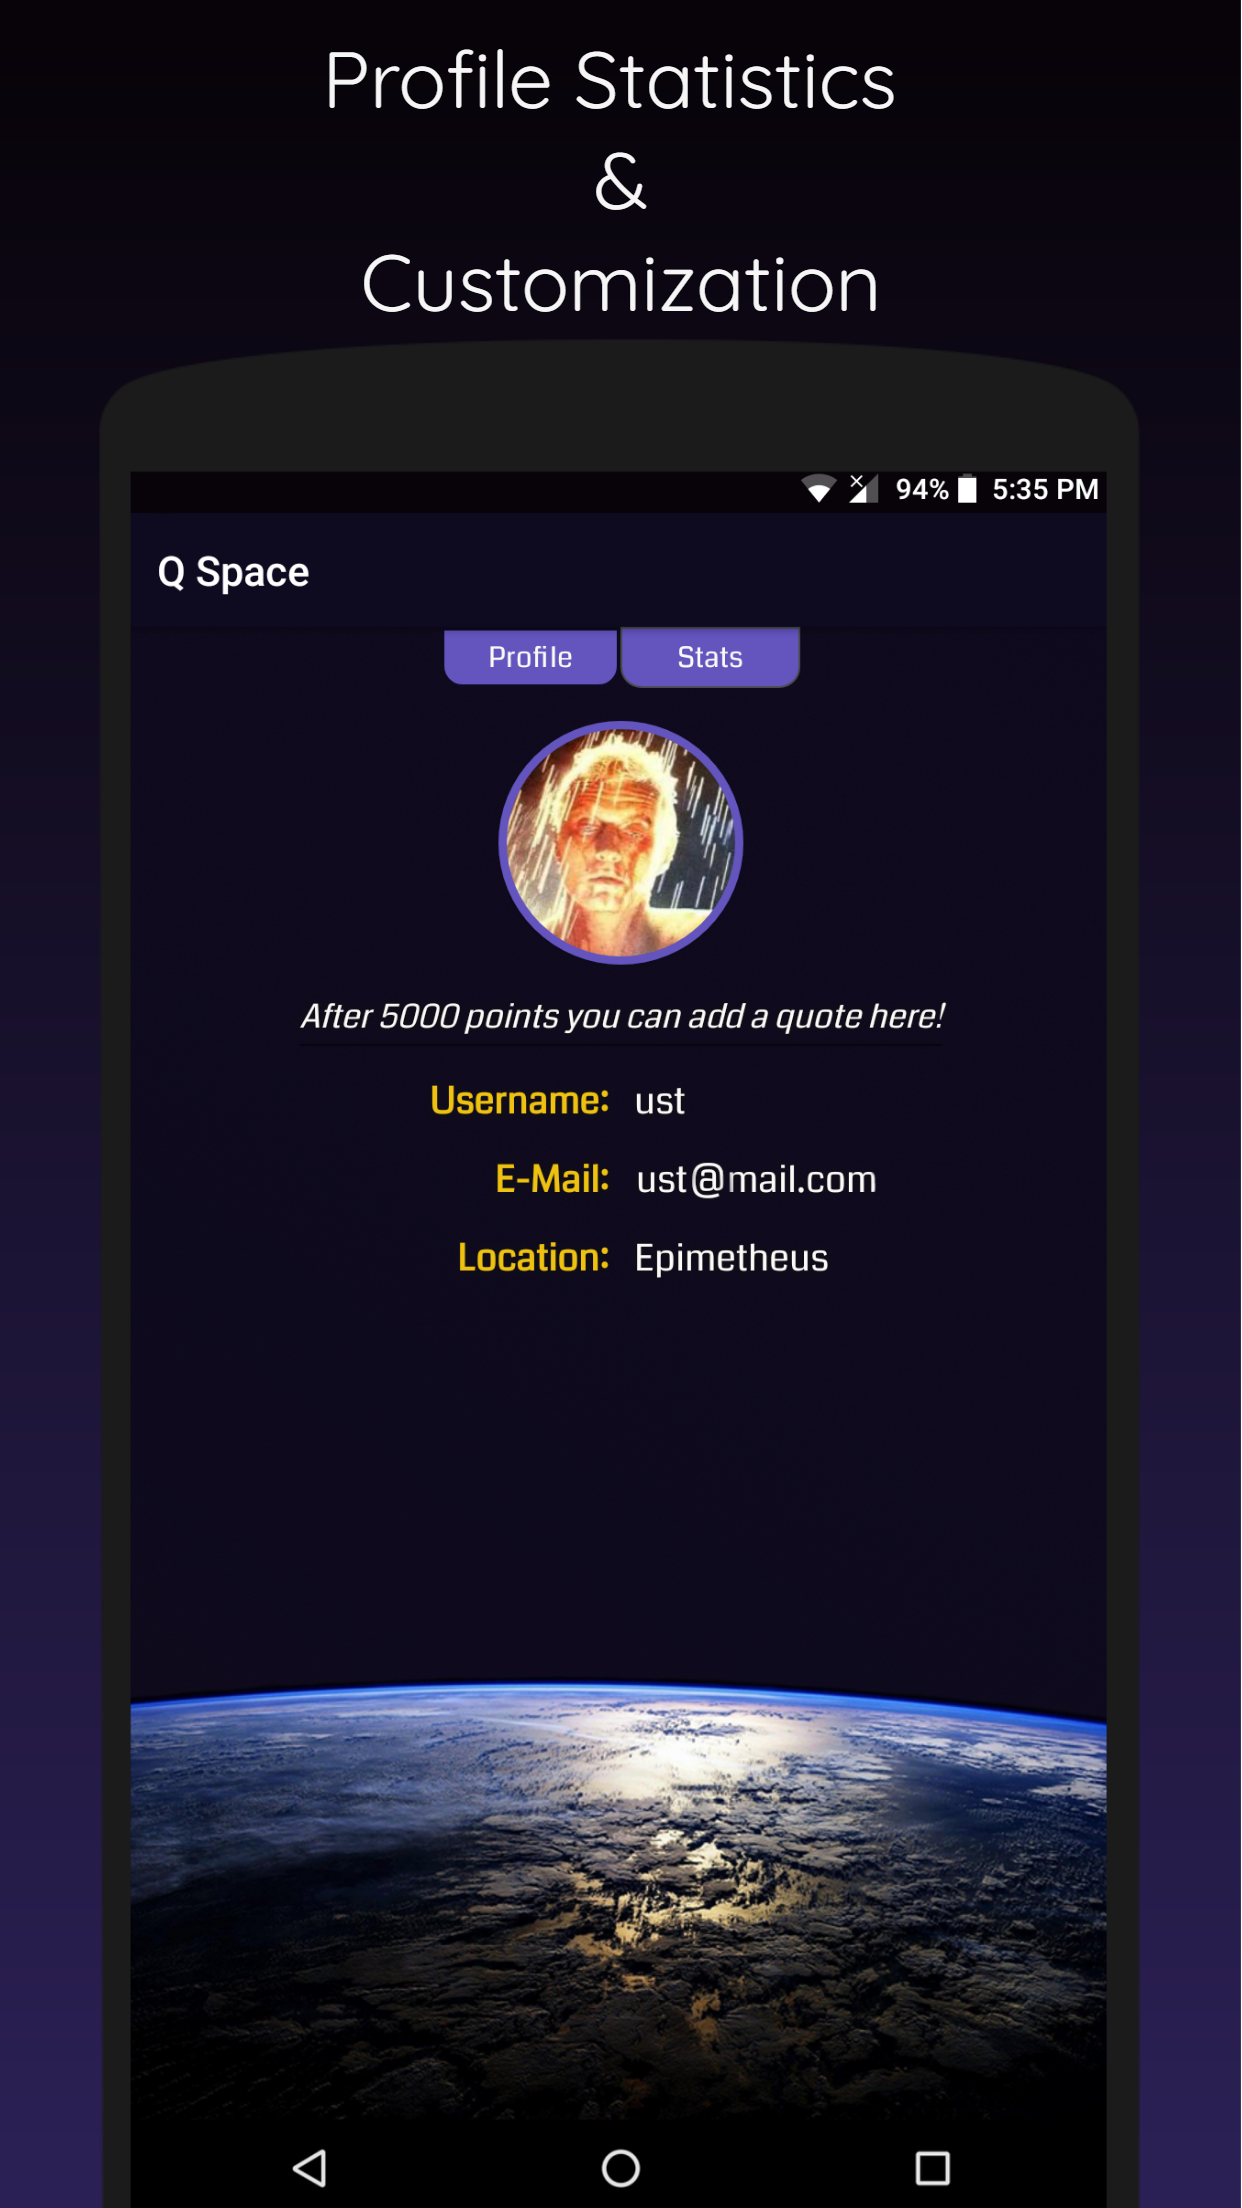 Profile Statistics
&
Customization
94% 5:35 PM
Q Space
Profile Stats
After 5000 points you can add a quote here!
Username: ust
E-Mail: ust@mail.com
Location: Epimetheus